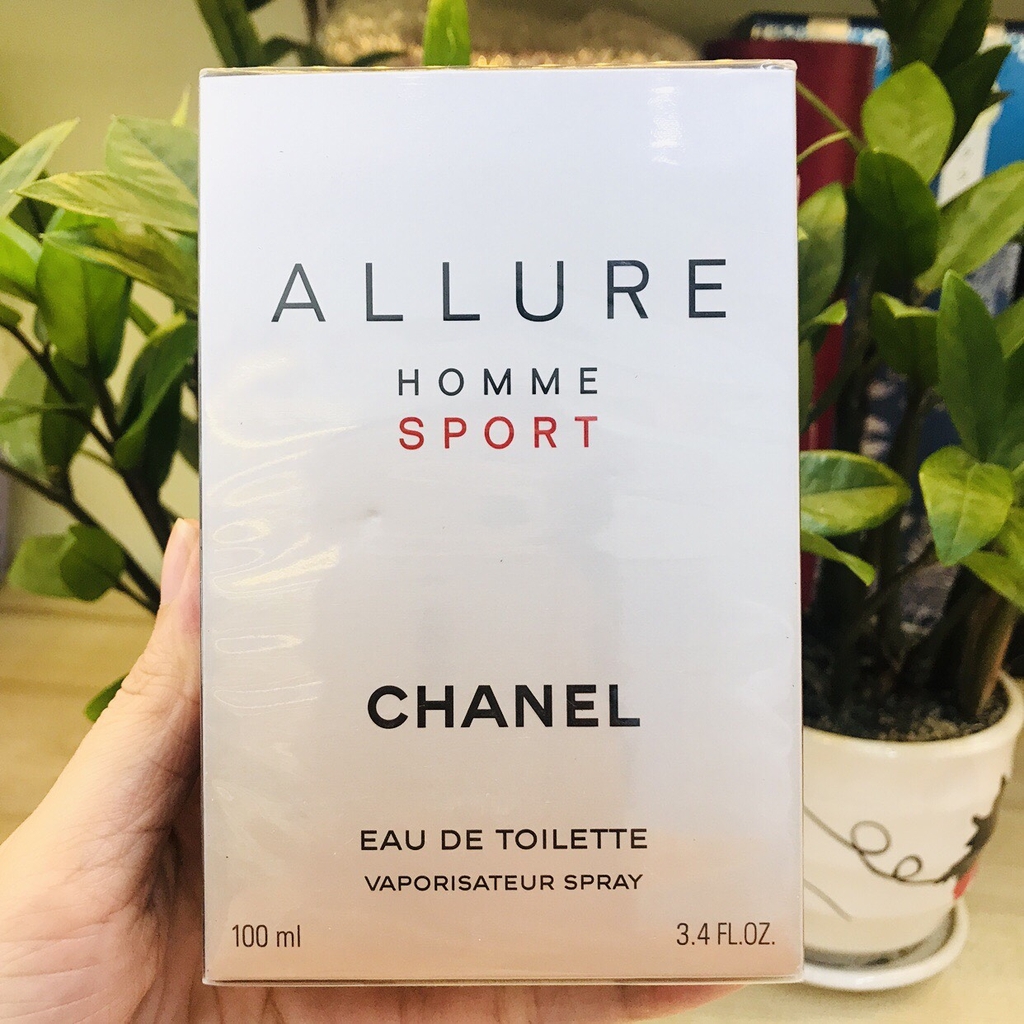 ALLURE
HOMME
SPORT
CHANEL
EAU DE TOILETTE
VAPORISATEUR SPRAY
100 ml
3.4 FL.OZ.